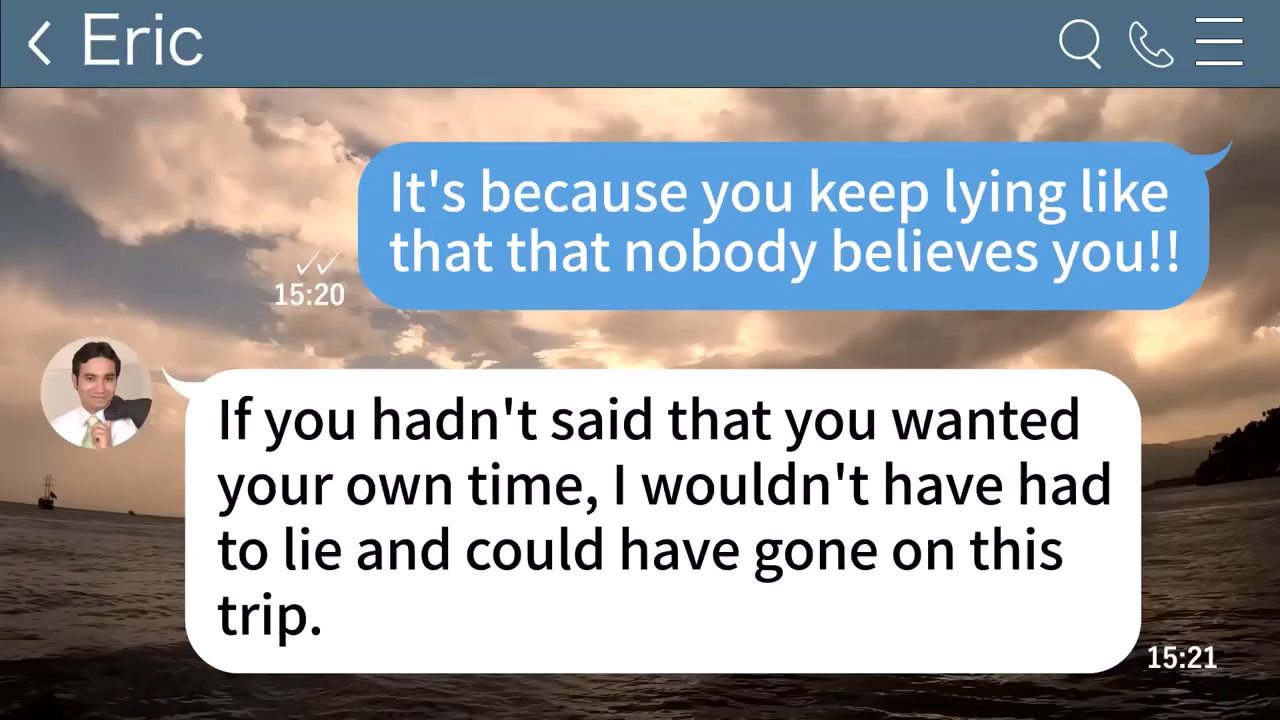 Eric
It's because you keep lying like
that that nobody believes you!!
15:20
If you hadn't said that you wanted
your own time, I wouldn't have had
to lie and could have gone on this
trip.
15:21